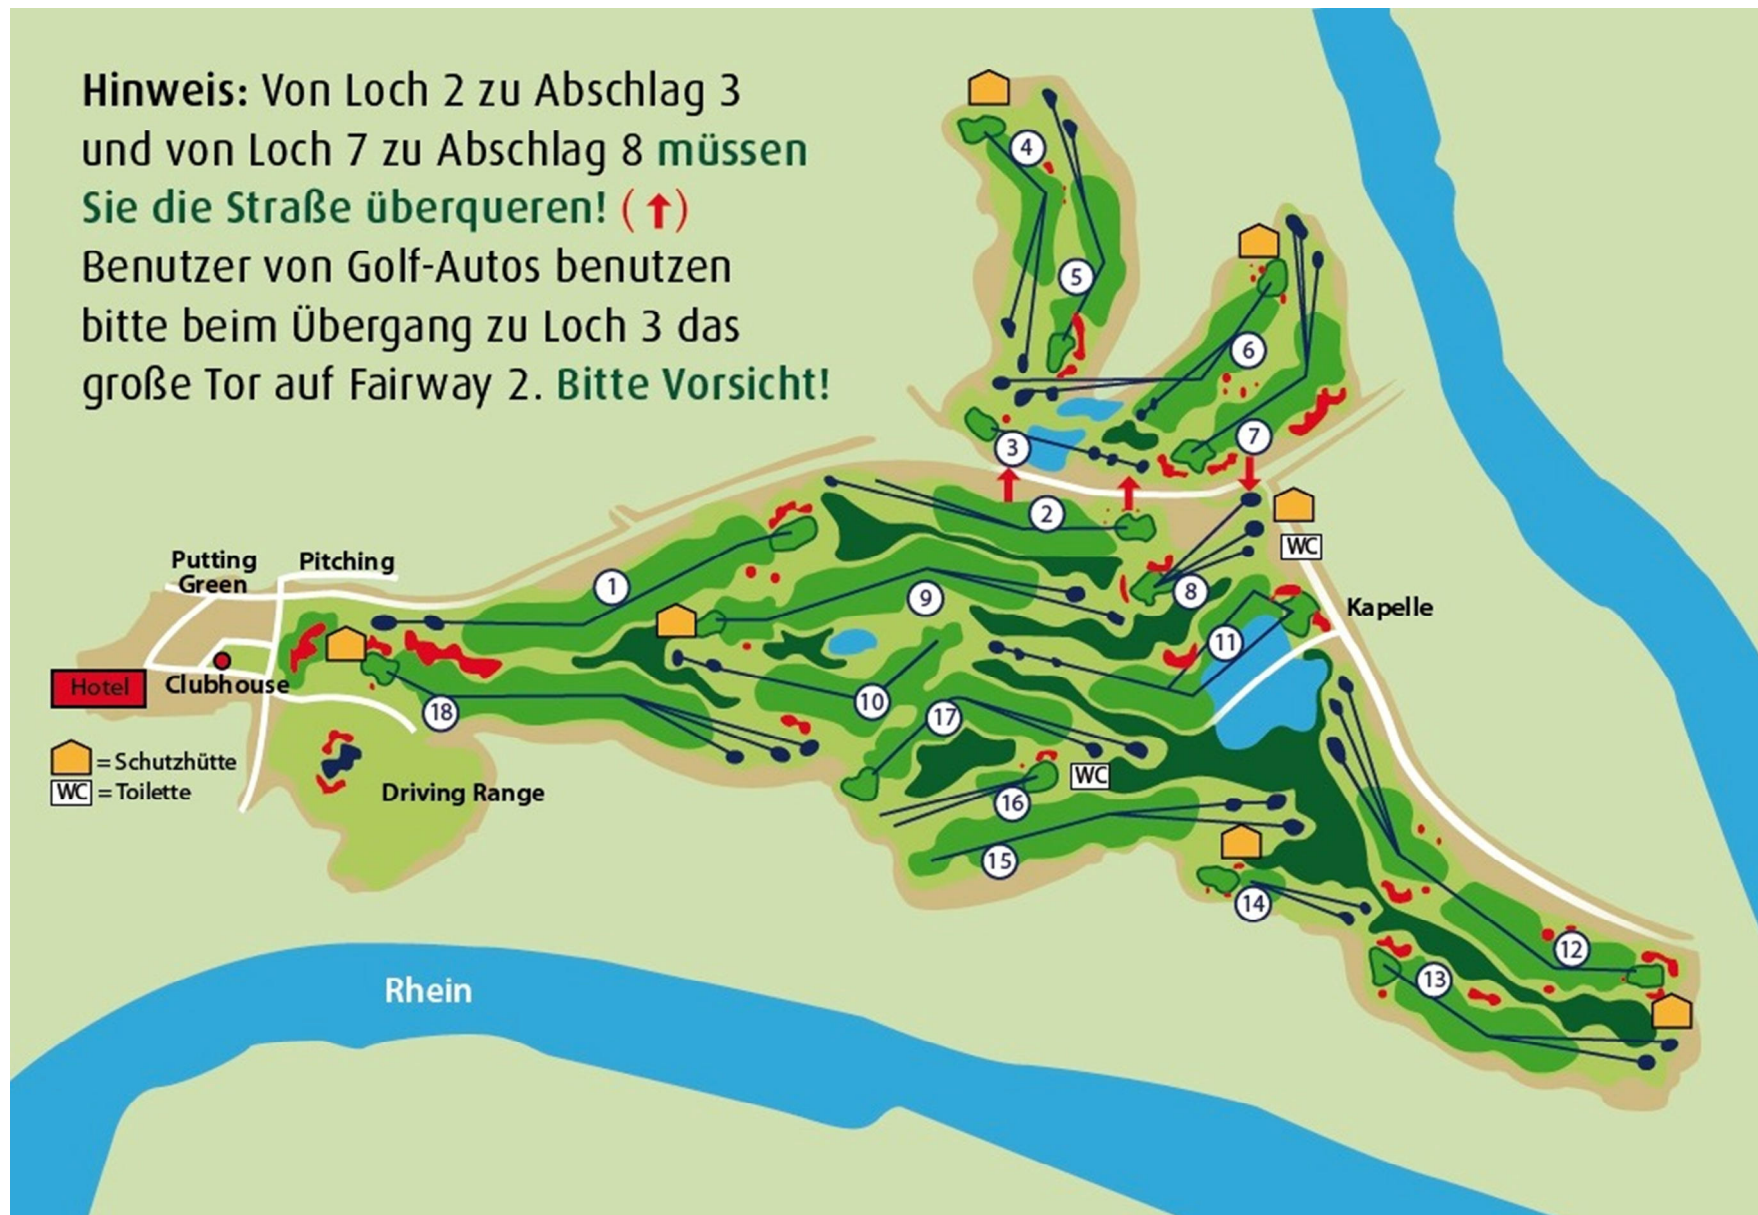 Hinweis: Von Loch 2 zu Abschlag 3
und von Loch 7 zu Abschlag 8 müssen
Sie die Straße überqueren! (↑)
Benutzer von Golf-Autos benutzen
bitte beim Übergang zu Loch 3 das
große Tor auf Fairway 2. Bitte Vorsicht!
4
5
6
7
3
2
Putting
Green
Pitching
1
9
8
WC
Kapelle
11
Hotel
Clubhouse
18
10
17
= Schutzhütte
WC = Toilette
Driving Range
WC
16
15
14
12
13
Rhein